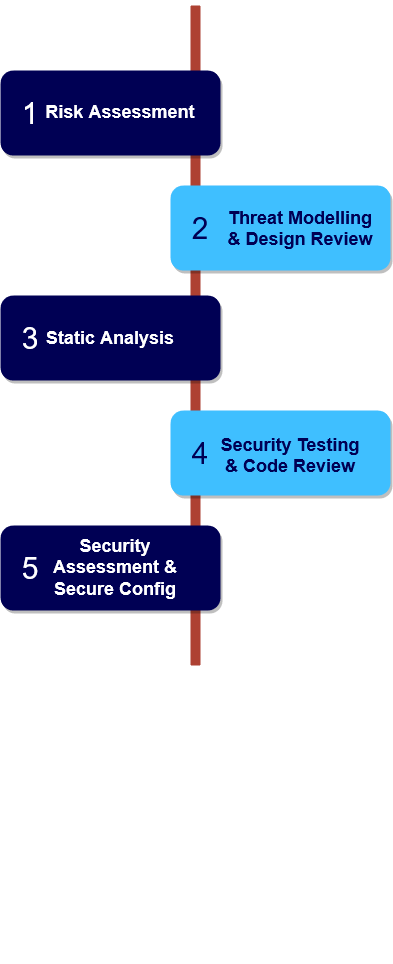 1 Risk Assessment
2 Threat Modelling
& Design Review
3 Static Analysis
4 Security Testing
& Code Review
5 Security
Assessment &
Secure Config